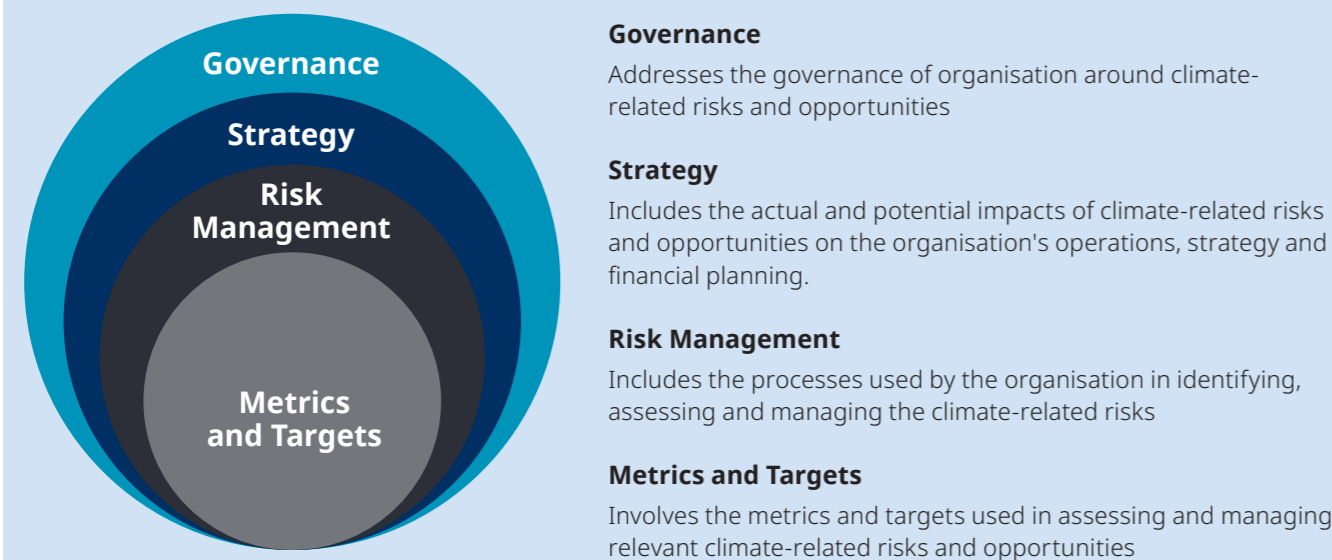 Governance
Strategy
Risk
Management
Metrics
and Targets
Governance
Addresses the governance of organisation around climate-
related risks and opportunities
Strategy
Includes the actual and potential impacts of climate-related risks
and opportunities on the organisation's operations, strategy and
financial planning.
Risk Management
Includes the processes used by the organisation in identifying,
assessing and managing the climate-related risks
Metrics and Targets
Involves the metrics and targets used in assessing and managing
relevant climate-related risks and opportunities